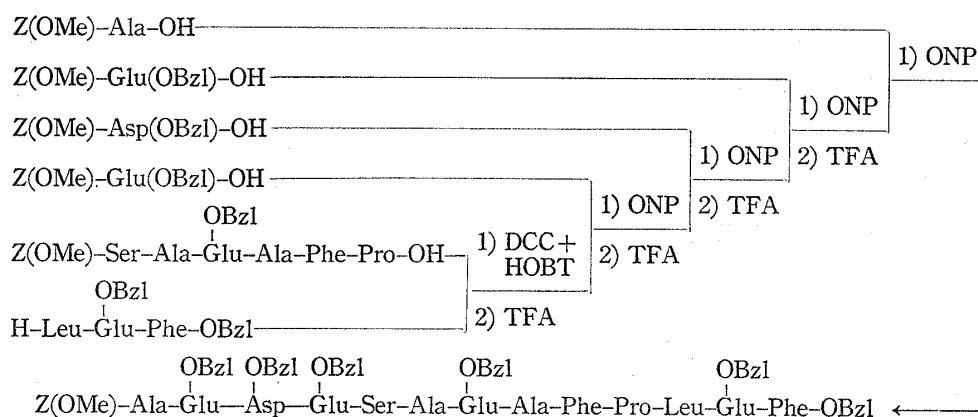 Z(OMe)–Ala–OH
1) ONP
Z(OMe)–Glu(OBzl)–OH
1) ONP
Z(OMe)–Asp(OBzl)–OH
1) ONP
2) TFA
Z(OMe)–Glu(OBzl)–OH
1) ONP
2) TFA
OBzl
Z(OMe)–Ser–Ala–Glu–Ala–Phe–Pro–OH
1) DCC+
HOBT
2) TFA
OBzl
2) TFA
H–Leu–Glu–Phe–OBzl
OBzl OBzl OBzl OBzl OBzl
Z(OMe)–Ala–Glu—Asp—Glu–Ser–Ala–Glu–Ala–Phe–Pro–Leu–Glu–Phe–OBzl